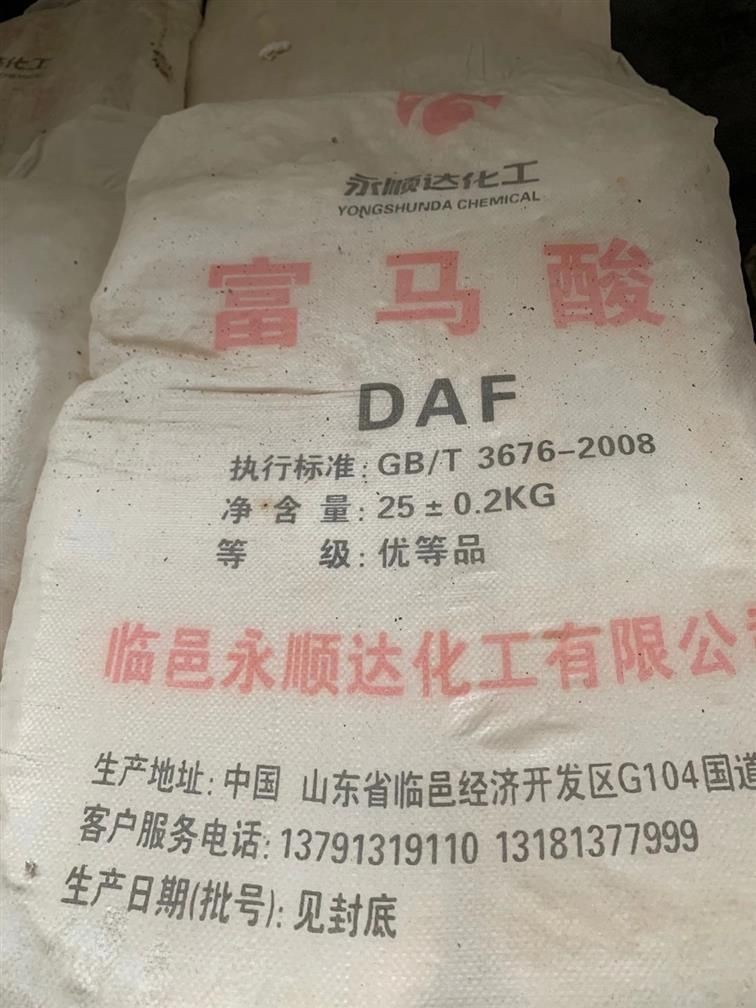 永顺达化工
YONGSHUNDA CHEMICAL
富马酸
DAF
执行标准: GB/T 3676-2008
净含量: 25±0.2KG
等级: 优等品
临邑永顺达化工有限公
生产地址: 中国 山东省临邑经济开发区G104国道
客户服务电话: 13791319110 13181377999
生产日期(批号): 见封底